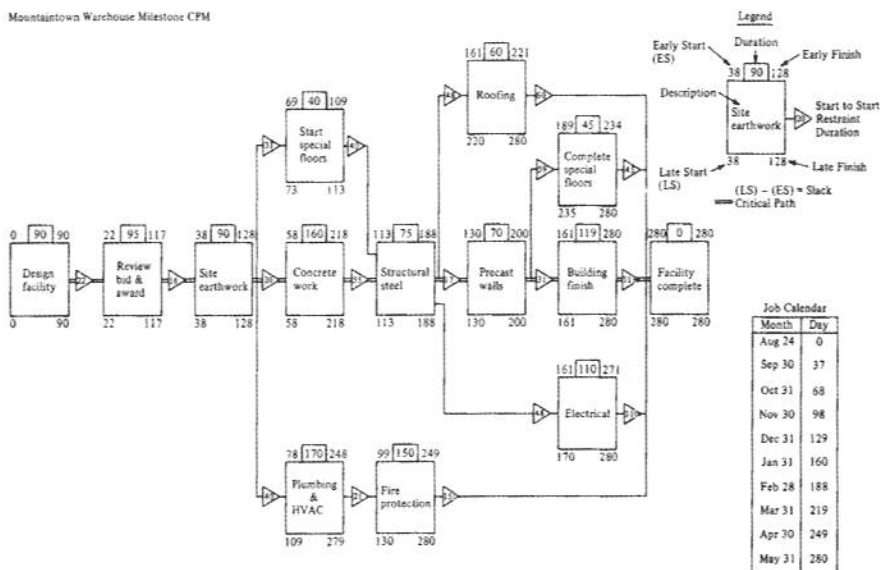 Mountaintown Warehouse Milestone CPM
Legend
Early Start
(ES)
Duration
Early Finish
38 90 128
Description
Site
earthwork
Start to Start
Restraint
Duration
38 128
Late Start
(LS)
Late Finish
(LS) – (ES) = Slack
Critical Path
161 60 221
Roofing
220 280
69 40 109
Start
special
floors
73 113
189 45 234
Complete
special
floors
235 280
0 90 90
Design
facility
0 90
22 95 117
Review
bid &
award
22 117
38 90 128
Site
earthwork
38 128
58 160 218
Concrete
work
58 218
113 75 188
Structural
steel
113 188
130 70 200
Precast
walls
130 200
161 119 280
Building
finish
161 280
280 0 280
Facility
complete
280 280
161 110 271
Electrical
170 280
78 170 248
Plumbing
&
HVAC
109 279
99 150 249
Fire
protection
130 280
Job Calendar
Month Day
Aug 24 0
Sep 30 37
Oct 31 68
Nov 30 98
Dec 31 129
Jan 31 160
Feb 28 188
Mar 31 219
Apr 30 249
May 31 280